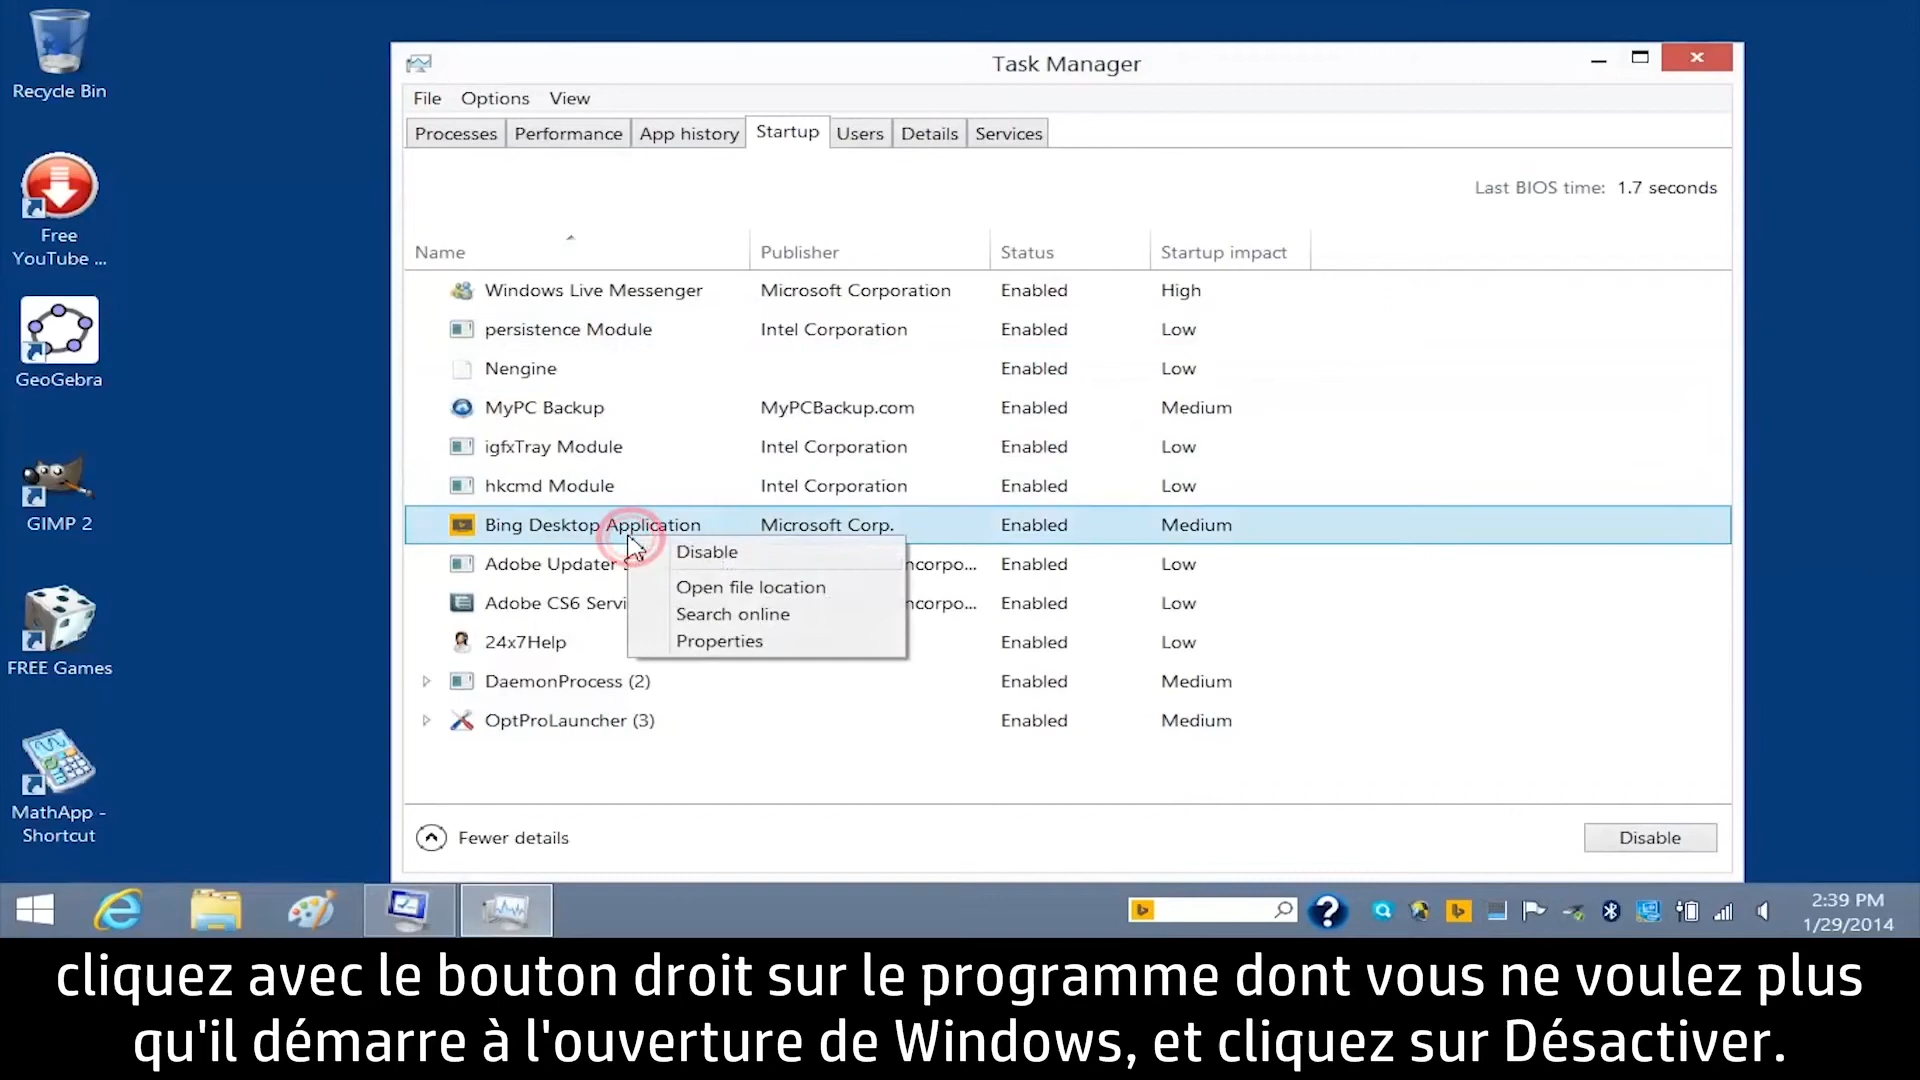 Recycle Bin
Free
YouTube ...
GeoGebra
GIMP 2
FREE Games
MathApp -
Shortcut
Task Manager
File Options View
Processes Performance App history Startup Users Details Services
Last BIOS time: 1.7 seconds
Name Publisher Status Startup impact
Windows Live Messenger Microsoft Corporation Enabled High
persistence Module Intel Corporation Enabled Low
Nengine Enabled Low
MyPC Backup MyPCBackup.com Enabled Medium
igfxTray Module Intel Corporation Enabled Low
hkcmd Module Intel Corporation Enabled Low
Bing Desktop Application Microsoft Corp. Enabled Medium
Adobe Updater ncorpo... Enabled Low
Adobe CS6 Servi ncorpo... Enabled Low
24x7Help Enabled Low
DaemonProcess (2) Enabled Medium
OptProLauncher (3) Enabled Medium
Disable
Open file location
Search online
Properties
Fewer details Disable
2:39 PM
1/29/2014
cliquez avec le bouton droit sur le programme dont vous ne voulez plus
qu'il démarre à l'ouverture de Windows, et cliquez sur Désactiver.